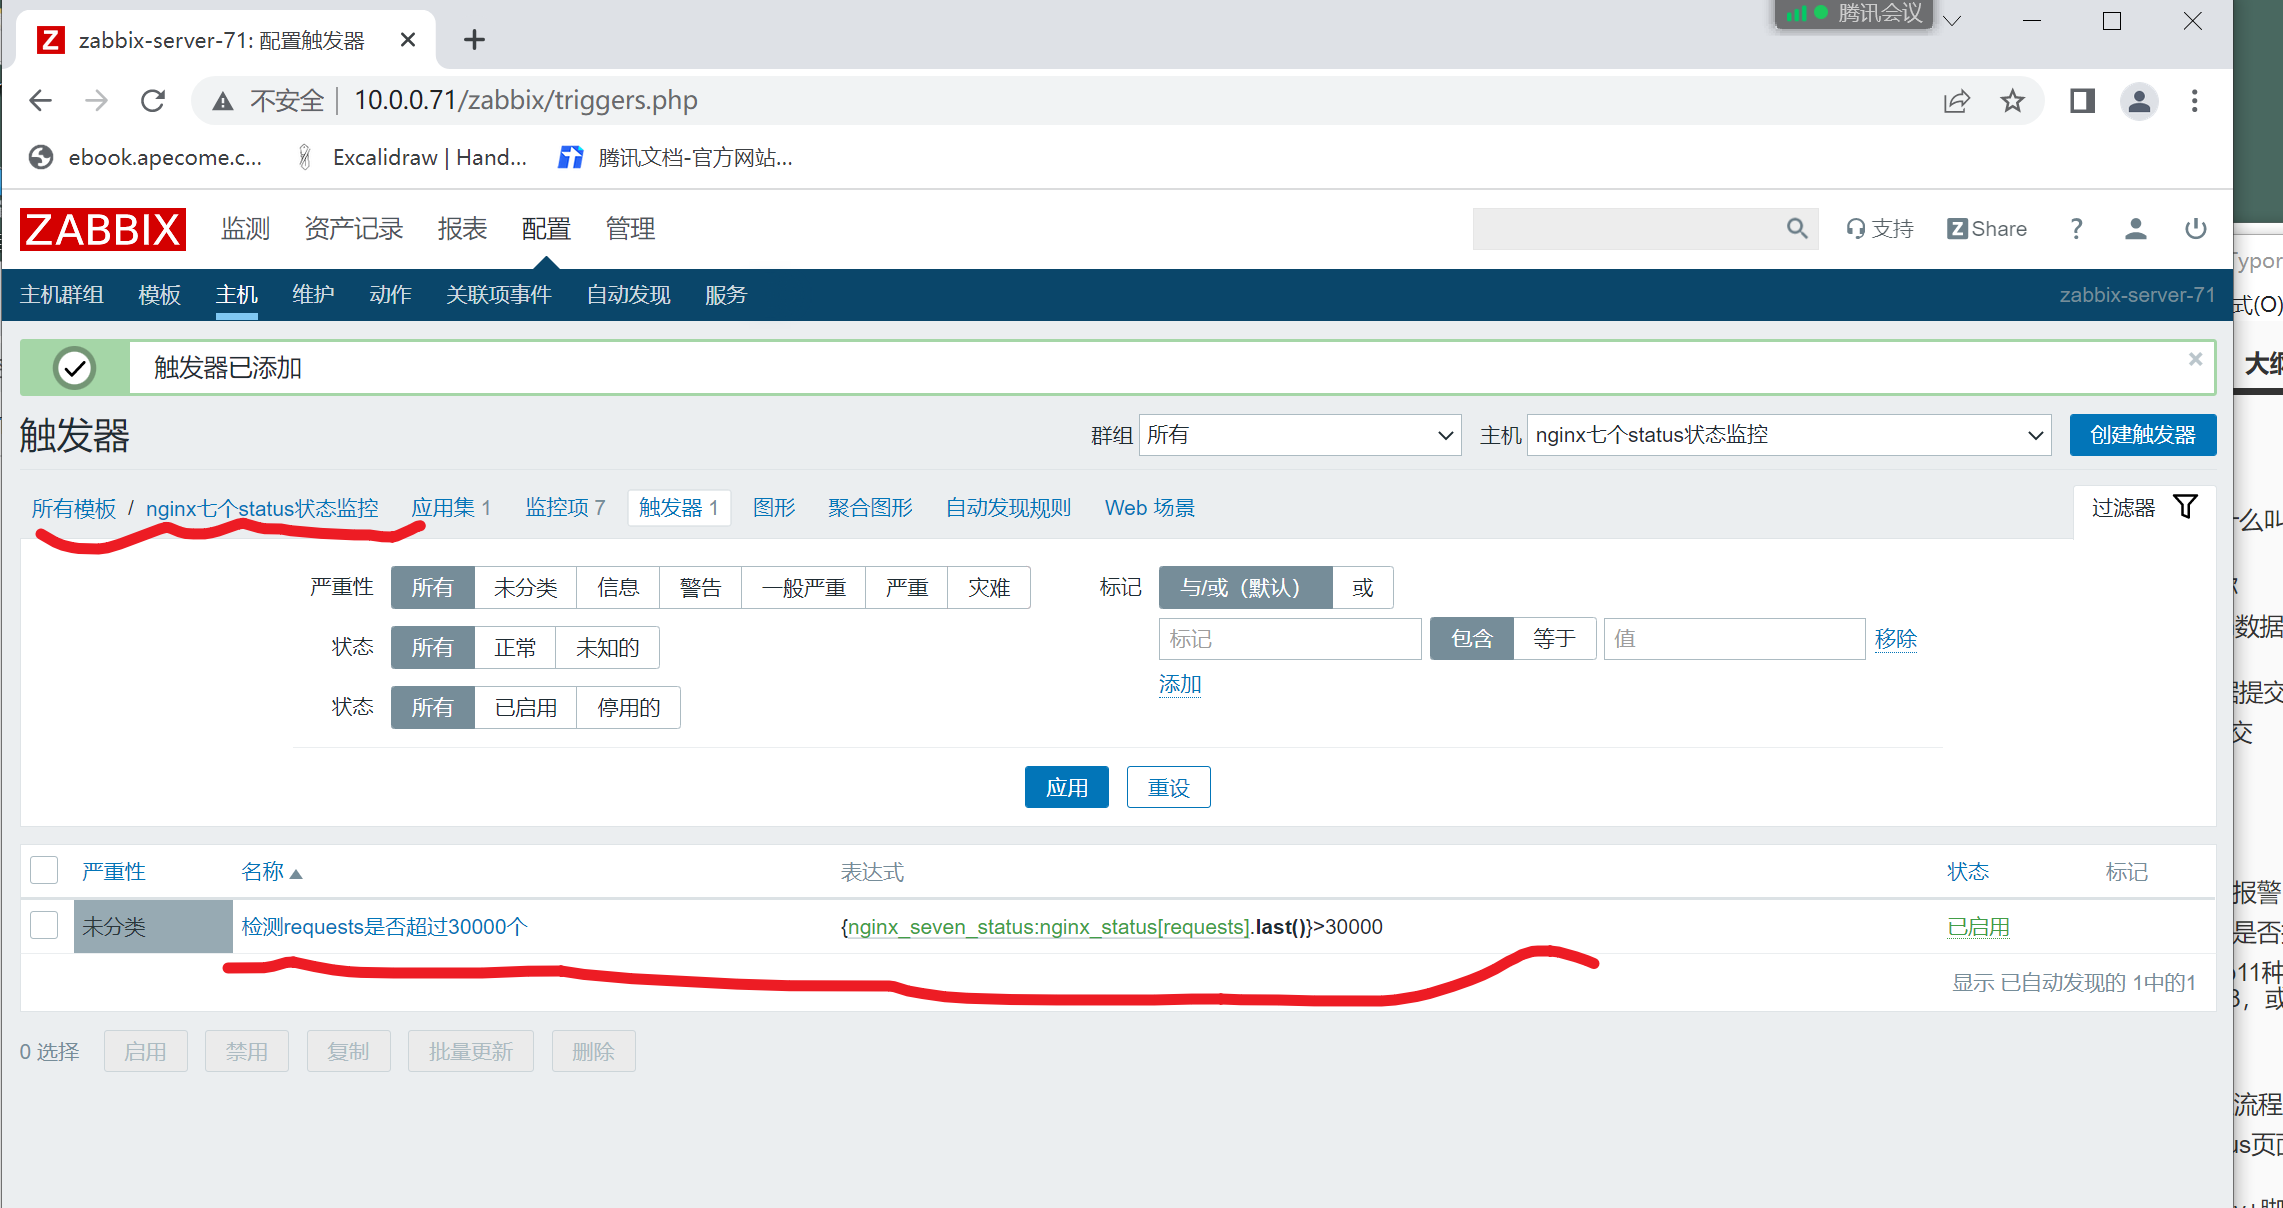 腾讯会议
zabbix-server-71: 配置触发器
不安全 | 10.0.0.71/zabbix/triggers.php
ebook.apecome.c... Excalidraw | Hand... 腾讯文档-官方网站...
ZABBIX 监测 资产记录 报表 配置 管理 支持 Z Share ?
主机群组 模板 主机 维护 动作 关联项事件 自动发现 服务 zabbix-server-71
式(O)
触发器已添加
触发器 群组 所有 主机 nginx七个status状态监控 创建触发器
所有模板 / nginx七个status状态监控 应用集 1 监控项 7 触发器 1 图形 聚合图形 自动发现规则 Web 场景 过滤器
么叫
严重性 所有 未分类 信息 警告 一般严重 严重 灾难 标记 与/或（默认） 或
数据
状态 所有 正常 未知的 标记 包含 等于 值 移除
添加
提交
状态 所有 已启用 停用的
交
应用 重设
严重性 名称 表达式 状态 标记
报警
未分类 检测requests是否超过30000个 {nginx_seven_status:nginx_status[requests].last()}>30000 已启用
是否
11种
显示 已自动发现的 1中的1
0 选择 启用 禁用 复制 批量更新 删除
流程
us页面